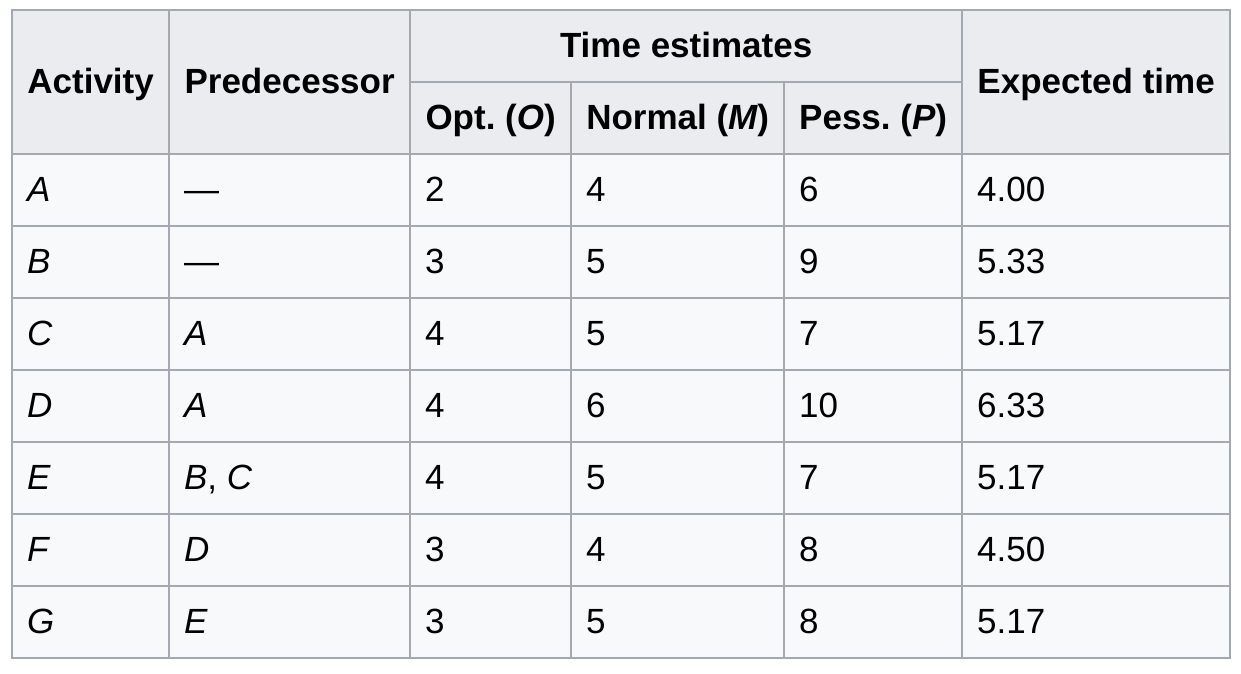 Activity Predecessor Time estimates Expected time
Opt. (O) Normal (M) Pess. (P)
A — 2 4 6 4.00
B — 3 5 9 5.33
C A 4 5 7 5.17
D A 4 6 10 6.33
E B, C 4 5 7 5.17
F D 3 4 8 4.50
G E 3 5 8 5.17